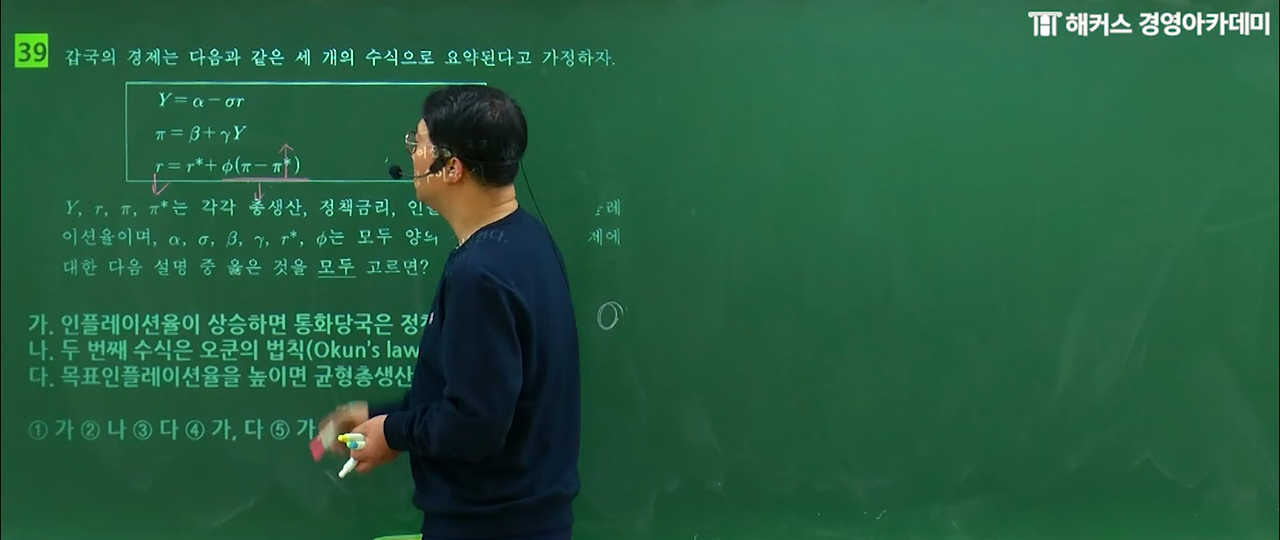 해커스 경영아카데미
39 갑국의 경제는 다음과 같은 세 개의 수식으로 요약된다고 가정하자.
Y = α − σr
π = β + γY
r = r* + ϕ(π − π*)
Y, r, π, π*는 각각 총생산, 정책금리,
이션율이며, α, σ, β, γ, r*, ϕ는 모두 양의
대한 다음 설명 중 옳은 것을 모두 고르면?
가. 인플레이션율이 상승하면 통화당국은
나. 두 번째 수식은 오쿤의 법칙(Okun's law
다. 목표인플레이션율을 높이면 균형총생산
① 가 ② 나 ③ 다 ④ 가, 다 ⑤ 가